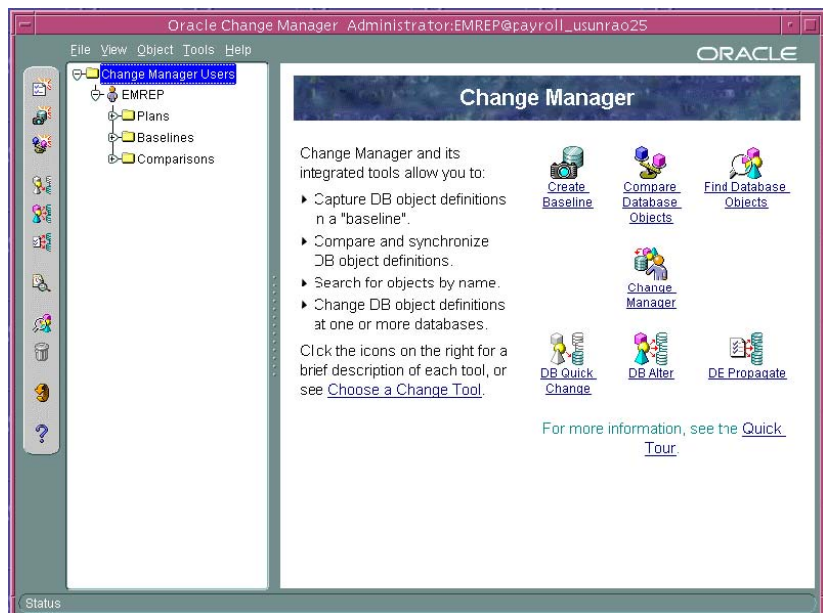 Oracle Change Manager Administrator:EMREP@payroll_usunrao25
File View Object Tools Help
ORACLE
Change Manager Users
EMREP
Plans
Baselines
Comparisons
Change Manager
Change Manager and its
integrated tools allow you to:
Capture DB object definitions
in a "baseline".
Compare and synchronize
DB object definitions.
Search for objects by name.
Change DB object definitions
at one or more databases.
Click the icons on the right for a
brief description of each tool, or
see Choose a Change Tool.
Create
Baseline
Compare
Database
Objects
Find Database
Objects
Change
Manager
DB Quick
Change
DB Alter
DB Propagate
For more information, see the Quick
Tour.
Status